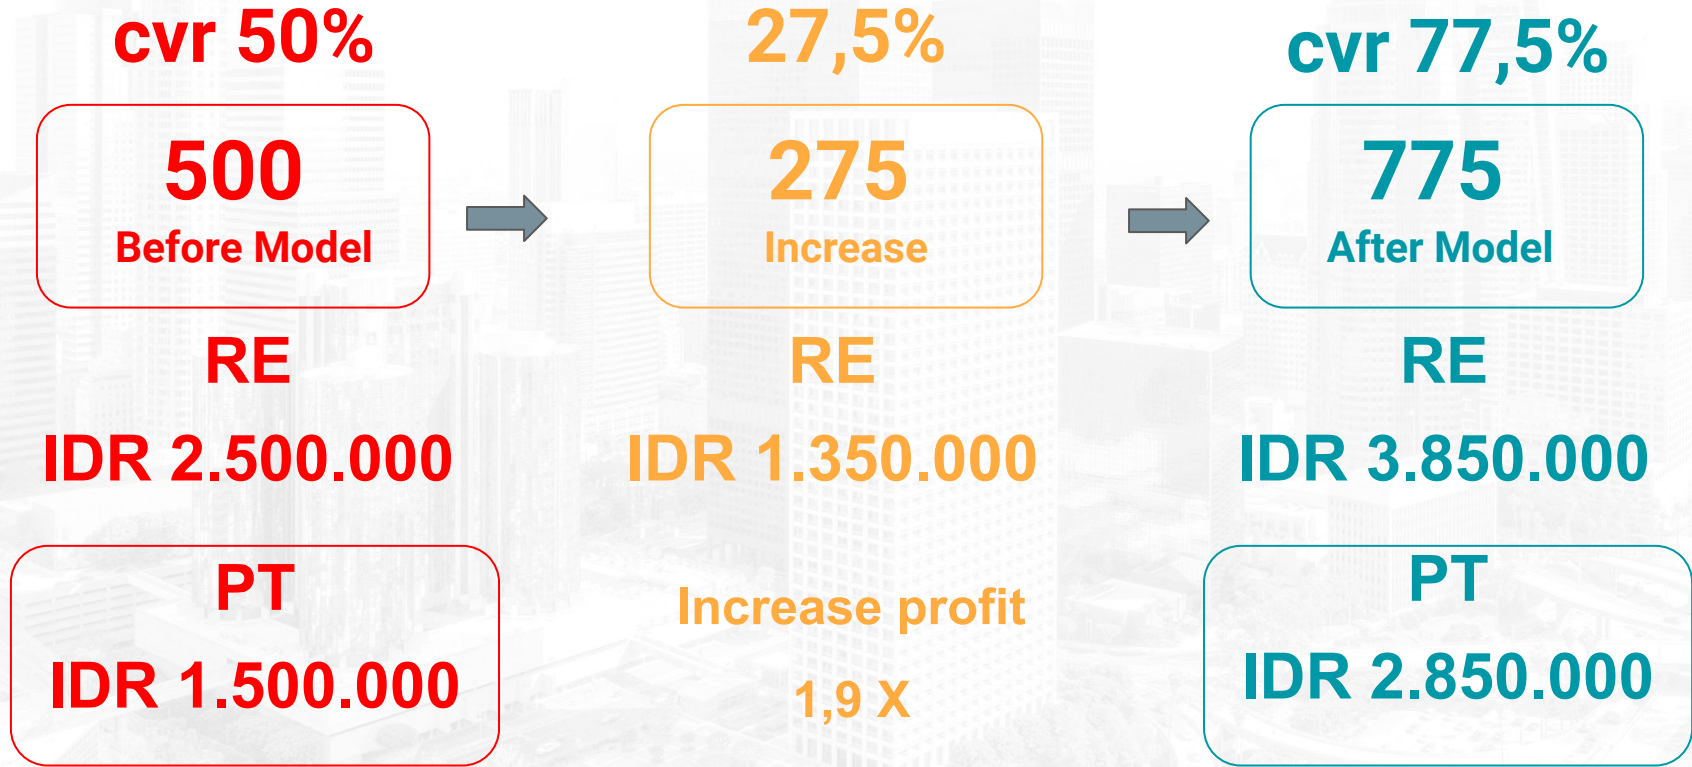 cvr 50%
500
Before Model
RE
IDR 2.500.000
PT
IDR 1.500.000
27,5%
275
Increase
RE
IDR 1.350.000
Increase profit
1,9 X
cvr 77,5%
775
After Model
RE
IDR 3.850.000
PT
IDR 2.850.000